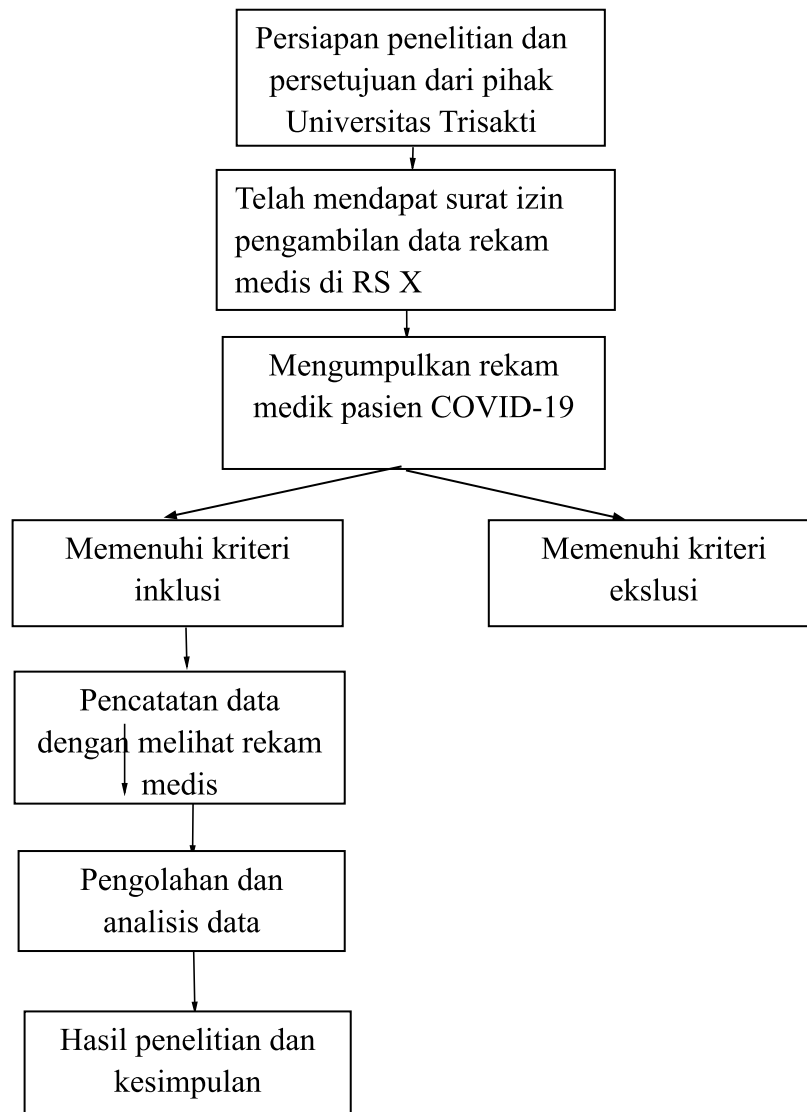 Persiapan penelitian dan
persetujuan dari pihak
Universitas Trisakti
Telah mendapat surat izin
pengambilan data rekam
medis di RS X
Mengumpulkan rekam
medik pasien COVID-19
Memenuhi kriteri
inklusi
Memenuhi kriteri
ekslusi
Pencatatan data
dengan melihat rekam
medis
Pengolahan dan
analisis data
Hasil penelitian dan
kesimpulan